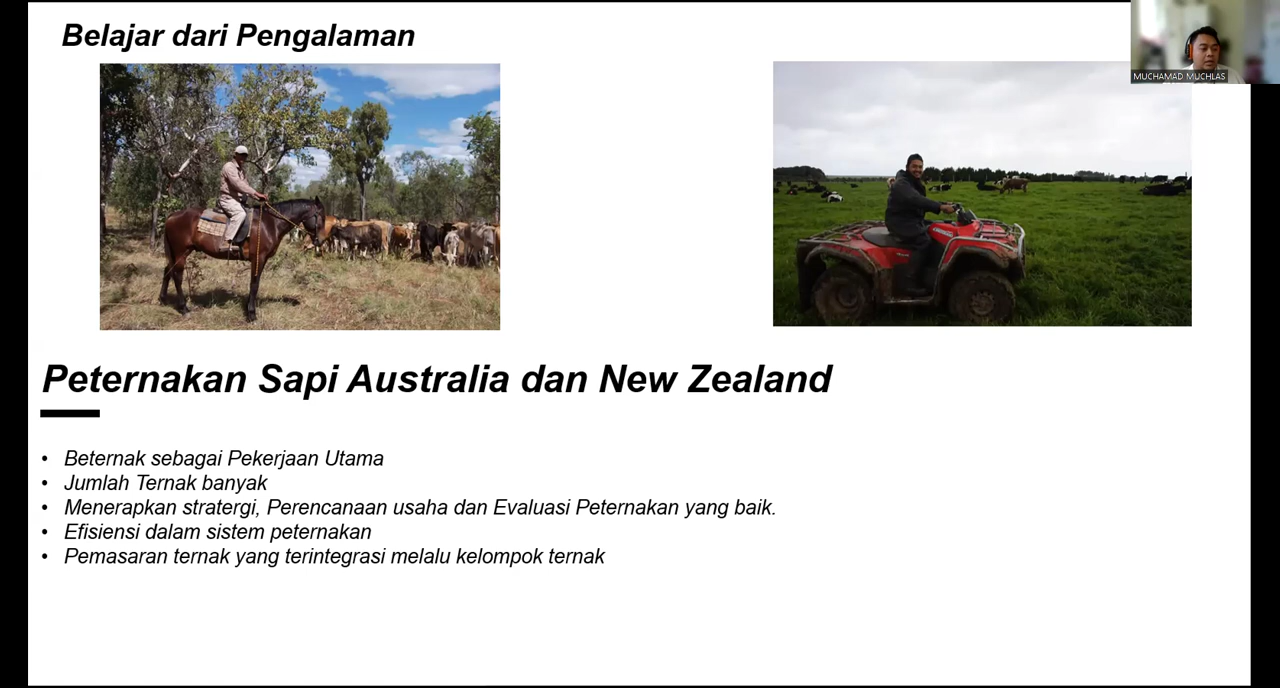 Belajar dari Pengalaman
MUCHAMAD MUCHLAS
Peternakan Sapi Australia dan New Zealand
• Beternak sebagai Pekerjaan Utama
• Jumlah Ternak banyak
• Menerapkan stratergi, Perencanaan usaha dan Evaluasi Peternakan yang baik.
• Efisiensi dalam sistem peternakan
• Pemasaran ternak yang terintegrasi melalu kelompok ternak